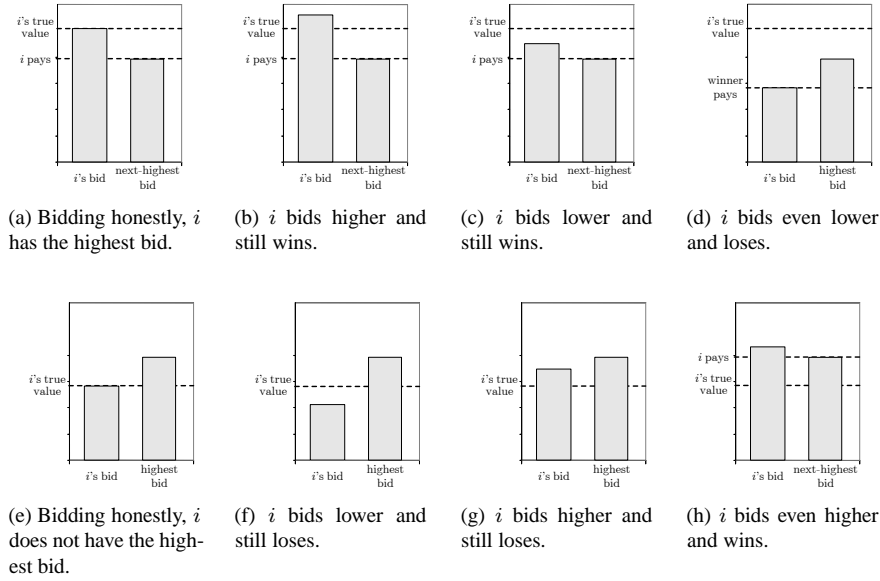 i's true
value
i pays
i's bid
next-highest
bid
(a) Bidding honestly, i
has the highest bid.
i's true
value
i pays
i's bid
next-highest
bid
(b) i bids higher and
still wins.
i's true
value
i pays
i's bid
next-highest
bid
(c) i bids lower and
still wins.
i's true
value
winner
pays
i's bid
highest
bid
(d) i bids even lower
and loses.
i's true
value
i's bid
highest
bid
(e) Bidding honestly, i
does not have the high-
est bid.
i's true
value
i's bid
highest
bid
(f) i bids lower and
still loses.
i's true
value
i's bid
highest
bid
(g) i bids higher and
still loses.
i pays
i's true
value
i's bid
next-highest
bid
(h) i bids even higher
and wins.